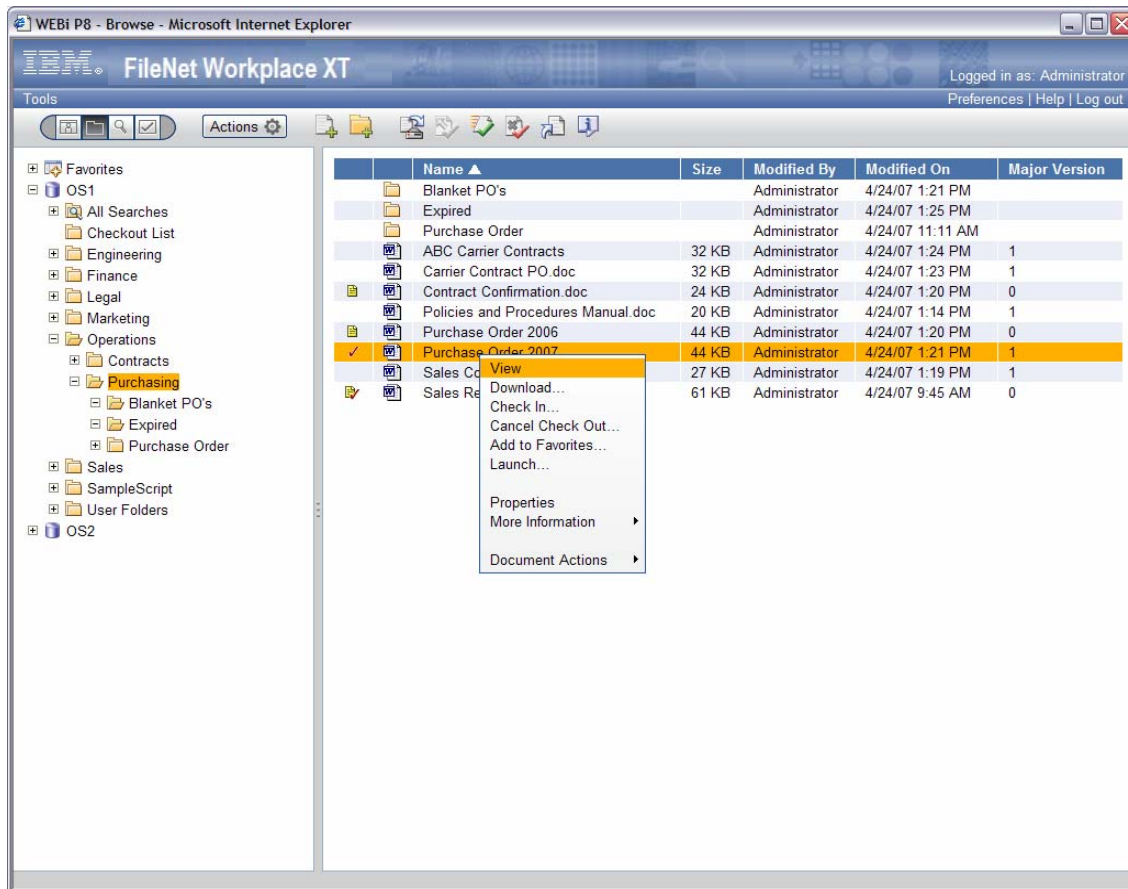 WEBi P8 - Browse - Microsoft Internet Explorer
IBM® FileNet Workplace XT
Logged in as: Administrator
Tools Preferences | Help | Log out
Actions
Favorites
OS1
All Searches
Checkout List
Engineering
Finance
Legal
Marketing
Operations
Contracts
Purchasing
Blanket PO's
Expired
Purchase Order
Sales
SampleScript
User Folders
OS2
Name Size Modified By Modified On Major Version
Blanket PO's Administrator 4/24/07 1:21 PM
Expired Administrator 4/24/07 1:25 PM
Purchase Order Administrator 4/24/07 11:11 AM
ABC Carrier Contracts 32 KB Administrator 4/24/07 1:24 PM 1
Carrier Contract PO.doc 32 KB Administrator 4/24/07 1:23 PM 1
Contract Confirmation.doc 24 KB Administrator 4/24/07 1:20 PM 0
Policies and Procedures Manual.doc 20 KB Administrator 4/24/07 1:14 PM 1
Purchase Order 2006 44 KB Administrator 4/24/07 1:20 PM 0
Purchase Order 2007 44 KB Administrator 4/24/07 1:21 PM 1
Sales Co 27 KB Administrator 4/24/07 1:19 PM 1
Sales Re 61 KB Administrator 4/24/07 9:45 AM 0
View
Download...
Check In...
Cancel Check Out...
Add to Favorites...
Launch...
Properties
More Information
Document Actions